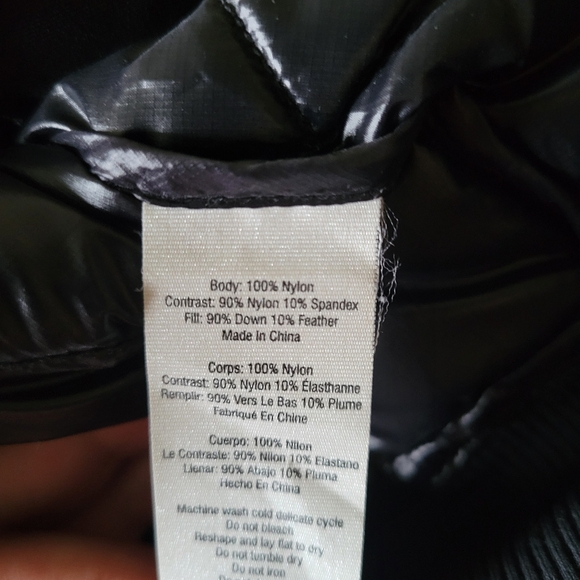 Body: 100% Nylon
Contrast: 90% Nylon 10% Spandex
Fill: 90% Down 10% Feather
Made In China
Corps: 100% Nylon
Contrast: 90% Nylon 10% Élasthanne
Remplir: 90% Vers Le Bas 10% Plume
Fabriqué En Chine
Cuerpo: 100% Nilon
Le Contraste: 90% Nilon 10% Elastano
Llenar: 90% Abajo 10% Pluma
Hecho En China
Machine wash cold delicate cycle
Do not bleach
Reshape and lay flat to dry
Do not tumble dry
Do not iron